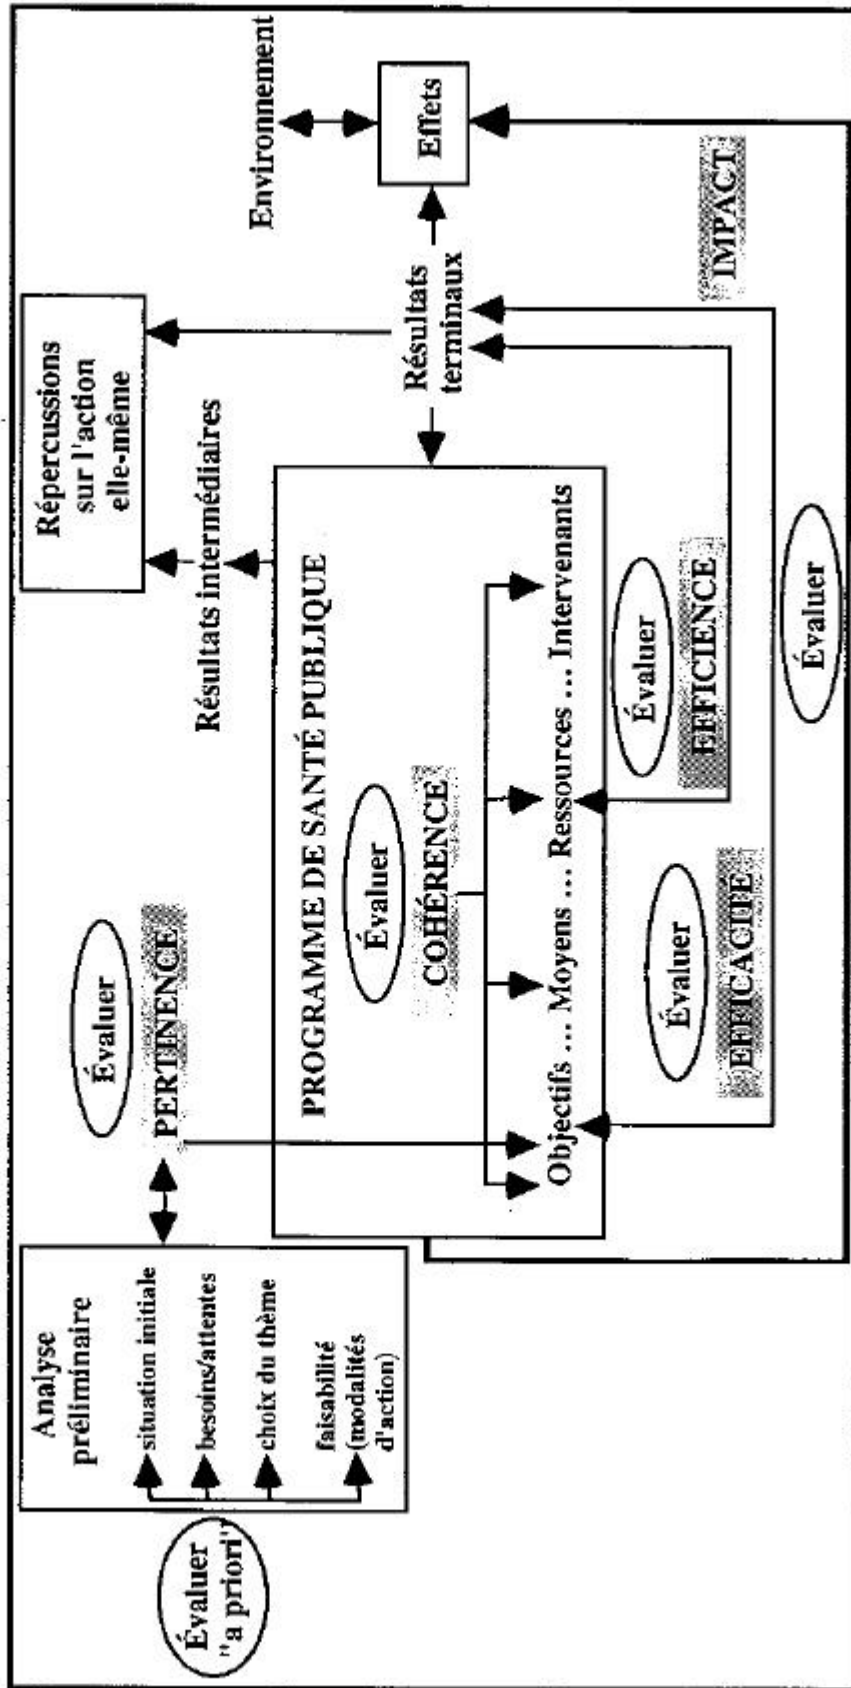 Évaluer
"a priori"
Analyse
préliminaire
situation initiale
besoins/attentes
choix du thème
faisabilité
(modalités
d'action)
Évaluer
PERTINENCE
PROGRAMME DE SANTÉ PUBLIQUE
Évaluer
COHÉRENCE
Objectifs ... Moyens ... Ressources ... Intervenants
Répercussions
sur l'action
elle-même
Résultats intermédiaires
Résultats
terminaux
Environnement
Effets
Évaluer
EFFICACITÉ
Évaluer
EFFICIENCE
Évaluer
IMPACT